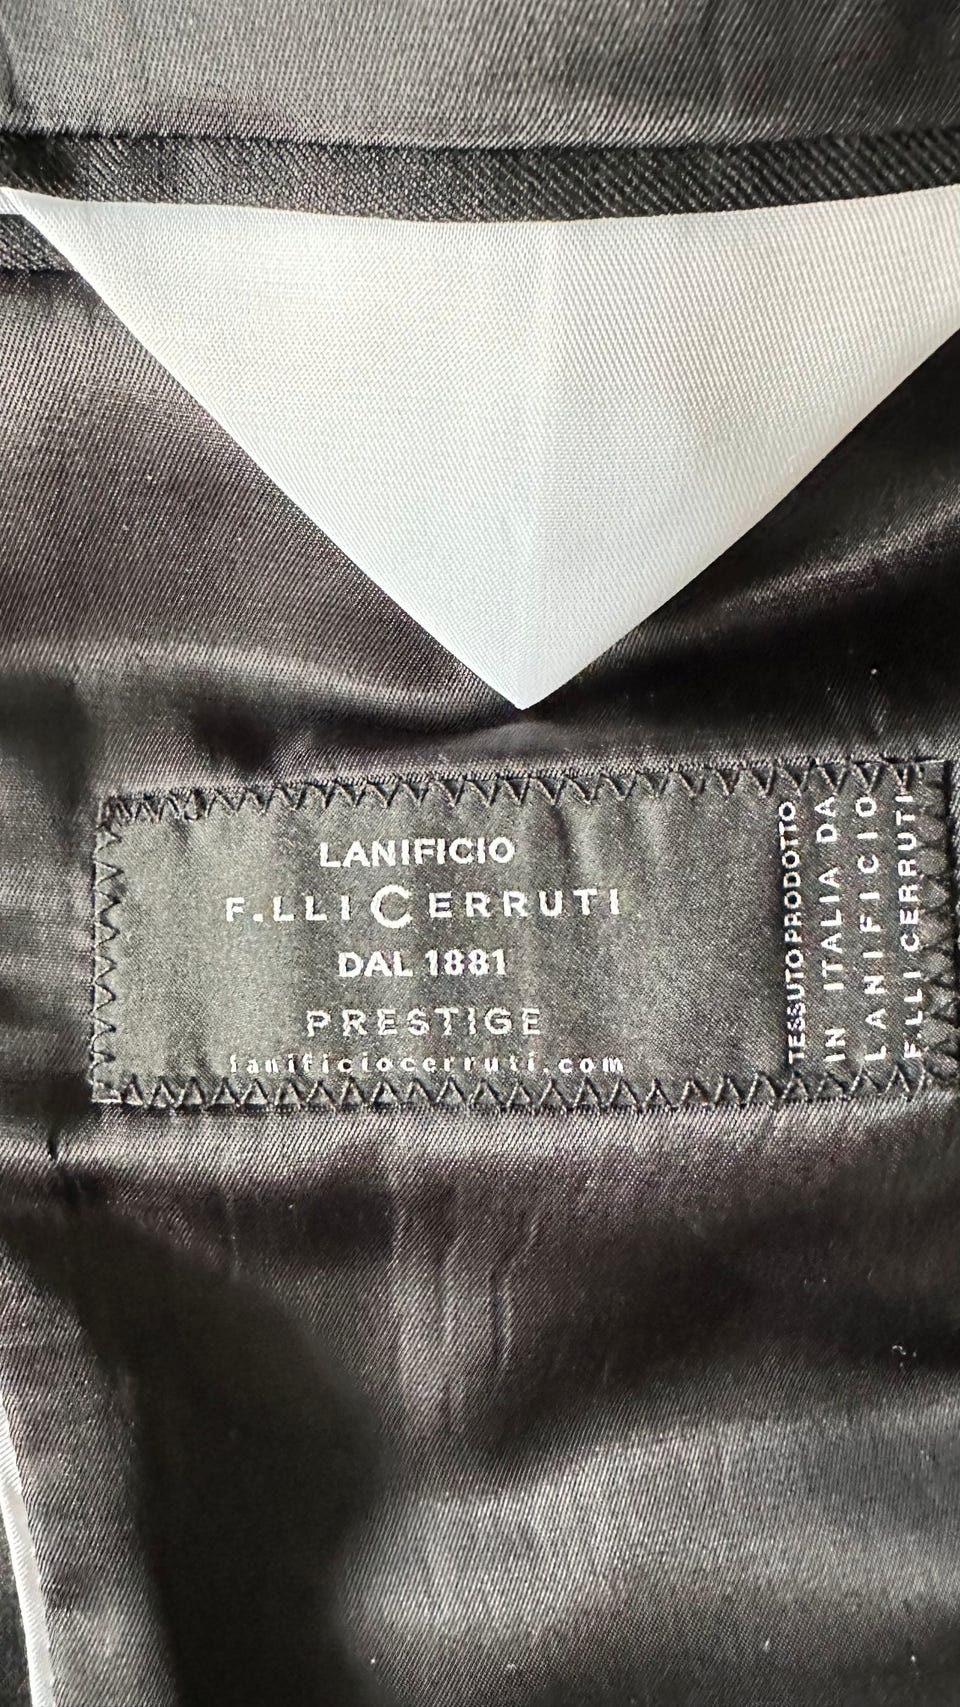 LANIFICIO
F.LLI CERRUTI
DAL 1881
PRESTIGE
lanificiocerruti.com
TESSUTO PRODOTTO
IN ITALIA DA
LANIFICIO
F.LLI CERRUTI